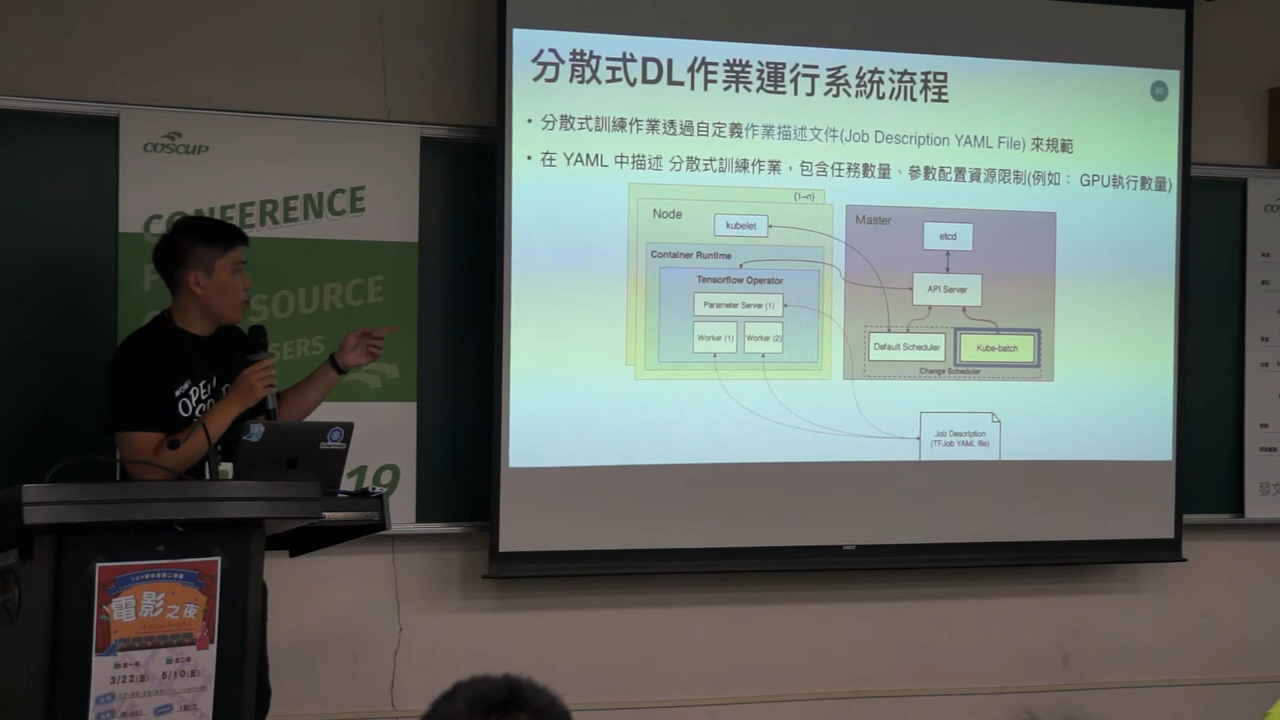 分散式DL作業運行系統流程
30
• 分散式訓練作業透過自定義作業描述文件(Job Description YAML File) 來規範
• 在 YAML 中描述 分散式訓練作業，包含任務數量、參數配置資源限制(例如： GPU執行數量)
(1~n)
Node
kubelet
Container Runtime
Tensorflow Operator
Parameter Server (1)
Worker (1)
Worker (2)
Master
etcd
API Server
Default Scheduler
Kube-batch
Change Scheduler
Job Description
(TFJob YAML file)
COSCUP
CONFERENCE
SOURCE
SERS
19
OPEN
電影之夜
3/22(五)
5/10(五)